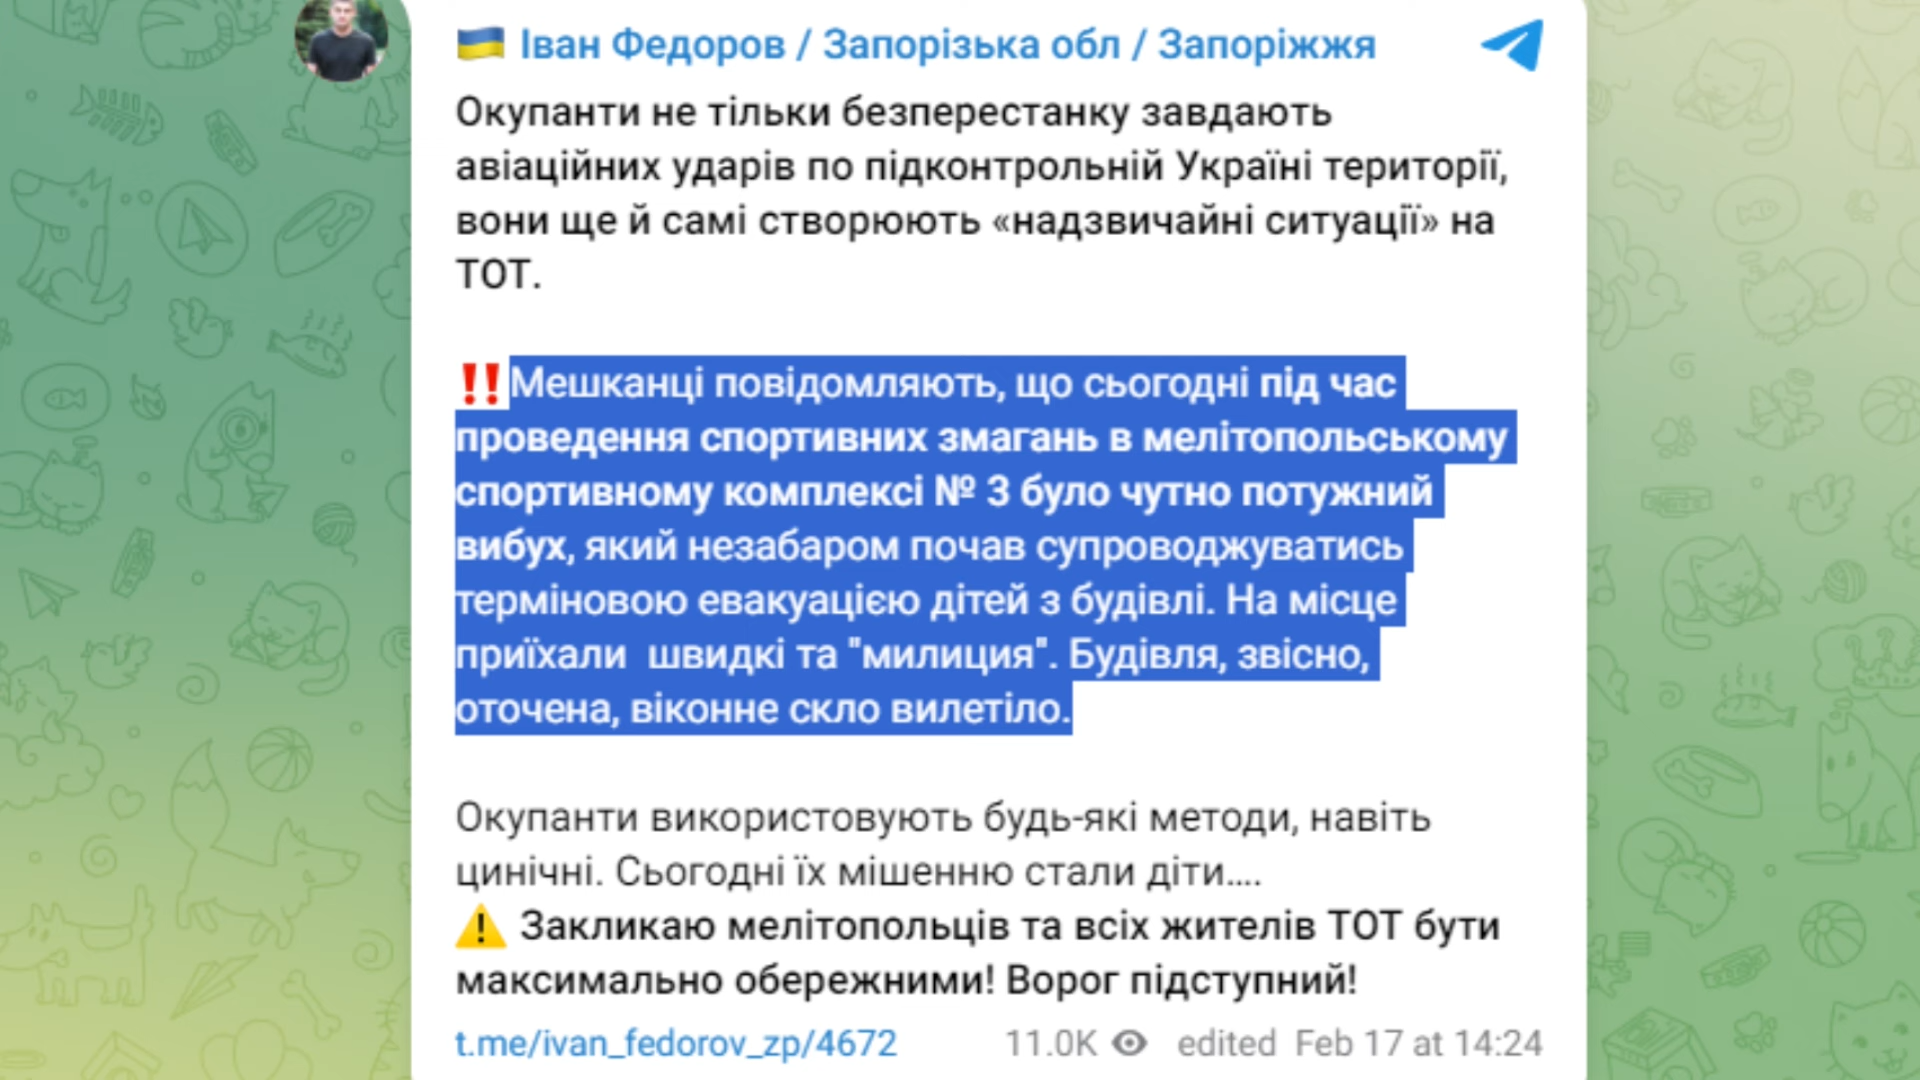 🇺🇦 Іван Федоров / Запорізька обл / Запоріжжя
Окупанти не тільки безперестанку завдають
авіаційних ударів по підконтрольній Україні території,
вони ще й самі створюють «надзвичайні ситуації» на
ТОТ.
‼️Мешканці повідомляють, що сьогодні під час
проведення спортивних змагань в мелітопольському
спортивному комплексі № 3 було чутно потужний
вибух, який незабаром почав супроводжуватись
терміновою евакуацією дітей з будівлі. На місце
приїхали  швидкі та "милиция". Будівля, звісно,
оточена, віконне скло вилетіло.
Окупанти використовують будь-які методи, навіть
цинічні. Сьогодні їх мішенню стали діти....
⚠️ Закликаю мелітопольців та всіх жителів ТОТ бути
максимально обережними! Ворог підступний!
t.me/ivan_fedorov_zp/4672 11.0K edited Feb 17 at 14:24